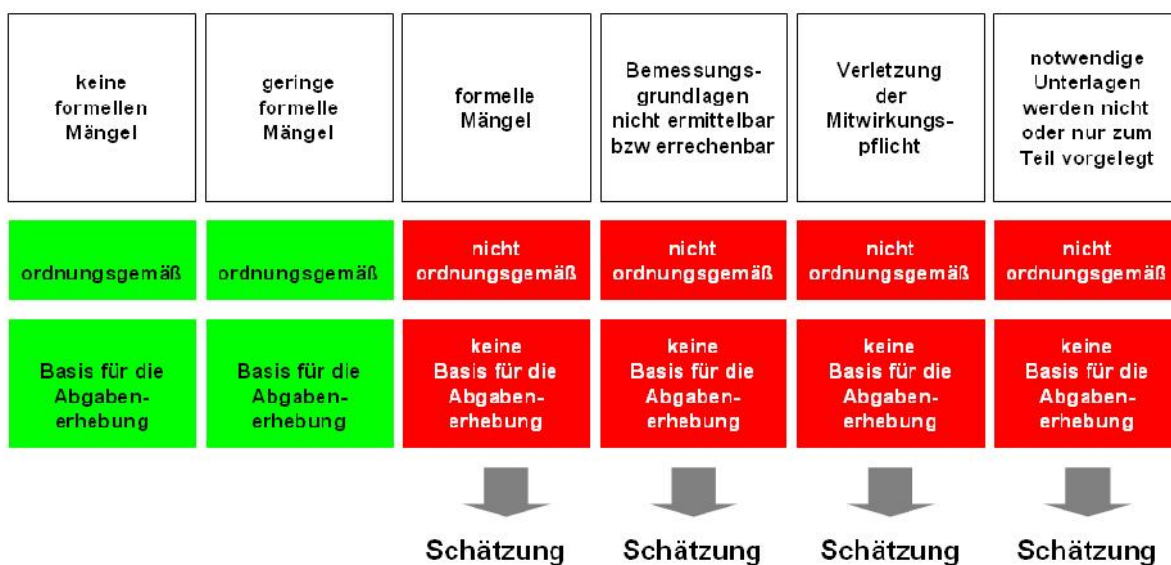 keine
formellen
Mängel
geringe
formelle
Mängel
formelle
Mängel
Bemessungs-
grundlagen
nicht ermittelbar
bzw errechenbar
Verletzung
der
Mitwirkungs-
pflicht
notwendige
Unterlagen
werden nicht
oder nur zum
Teil vorgelegt
ordnungsgemäß
ordnungsgemäß
nicht
ordnungsgemäß
nicht
ordnungsgemäß
nicht
ordnungsgemäß
nicht
ordnungsgemäß
Basis für die
Abgaben-
erhebung
Basis für die
Abgaben-
erhebung
keine
Basis für die
Abgaben-
erhebung
keine
Basis für die
Abgaben-
erhebung
keine
Basis für die
Abgaben-
erhebung
keine
Basis für die
Abgaben-
erhebung
Schätzung
Schätzung
Schätzung
Schätzung